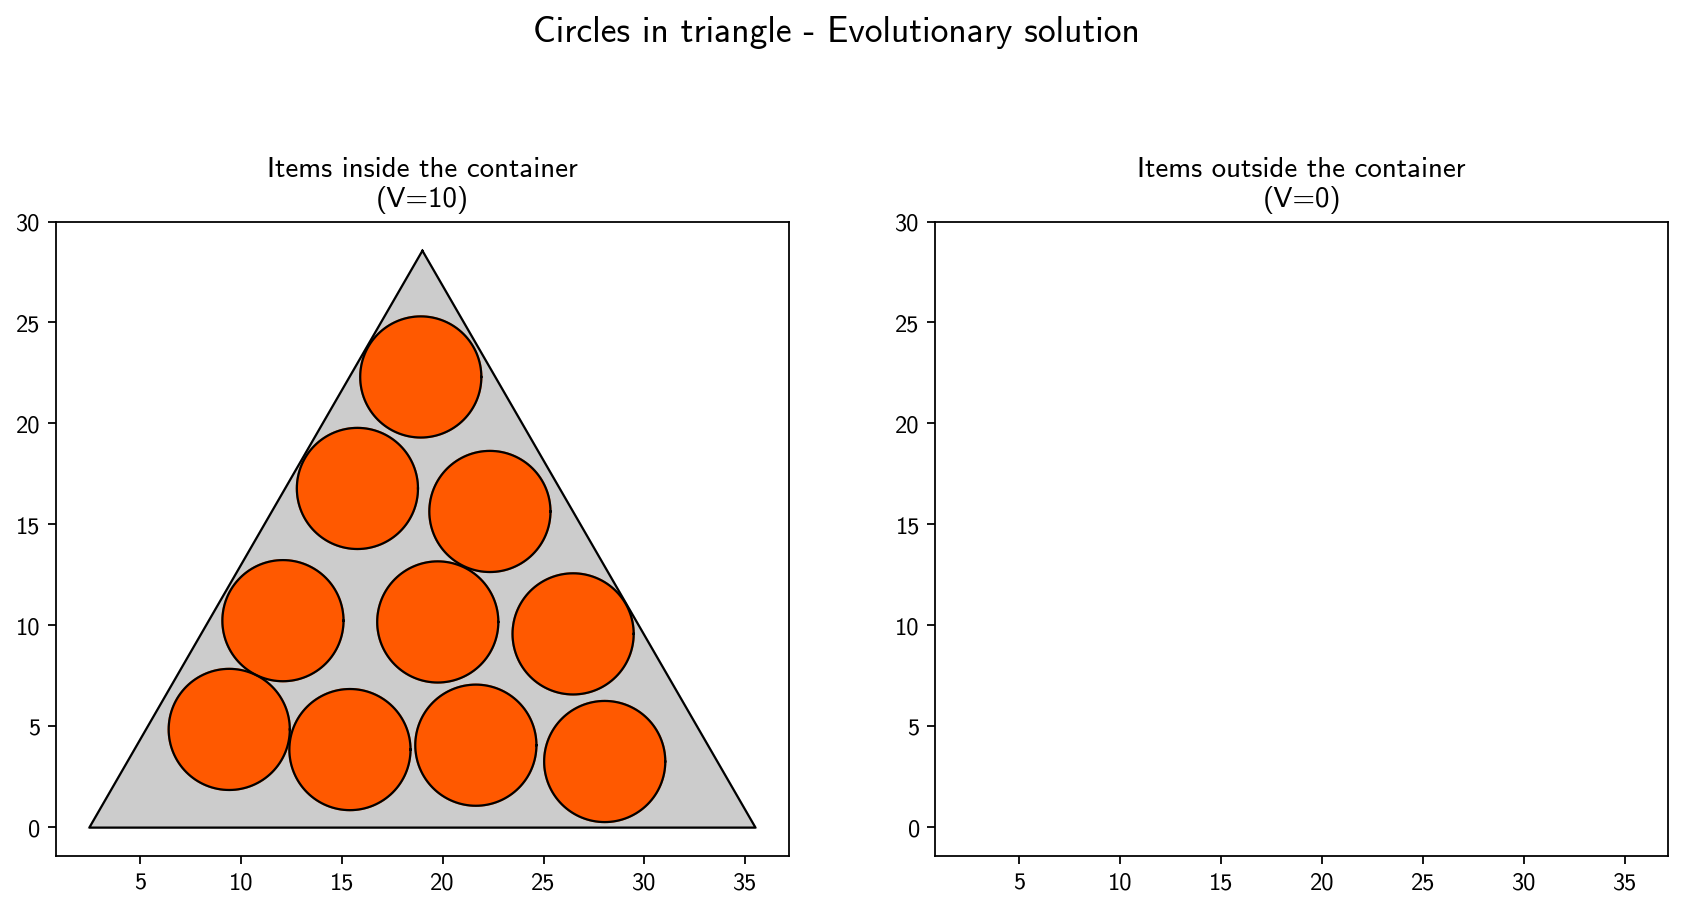 Circles in triangle - Evolutionary solution
Items inside the container
(V=10)
30
25
20
15
10
5
0
5 10 15 20 25 30 35
Items outside the container
(V=0)
30
25
20
15
10
5
0
5 10 15 20 25 30 35